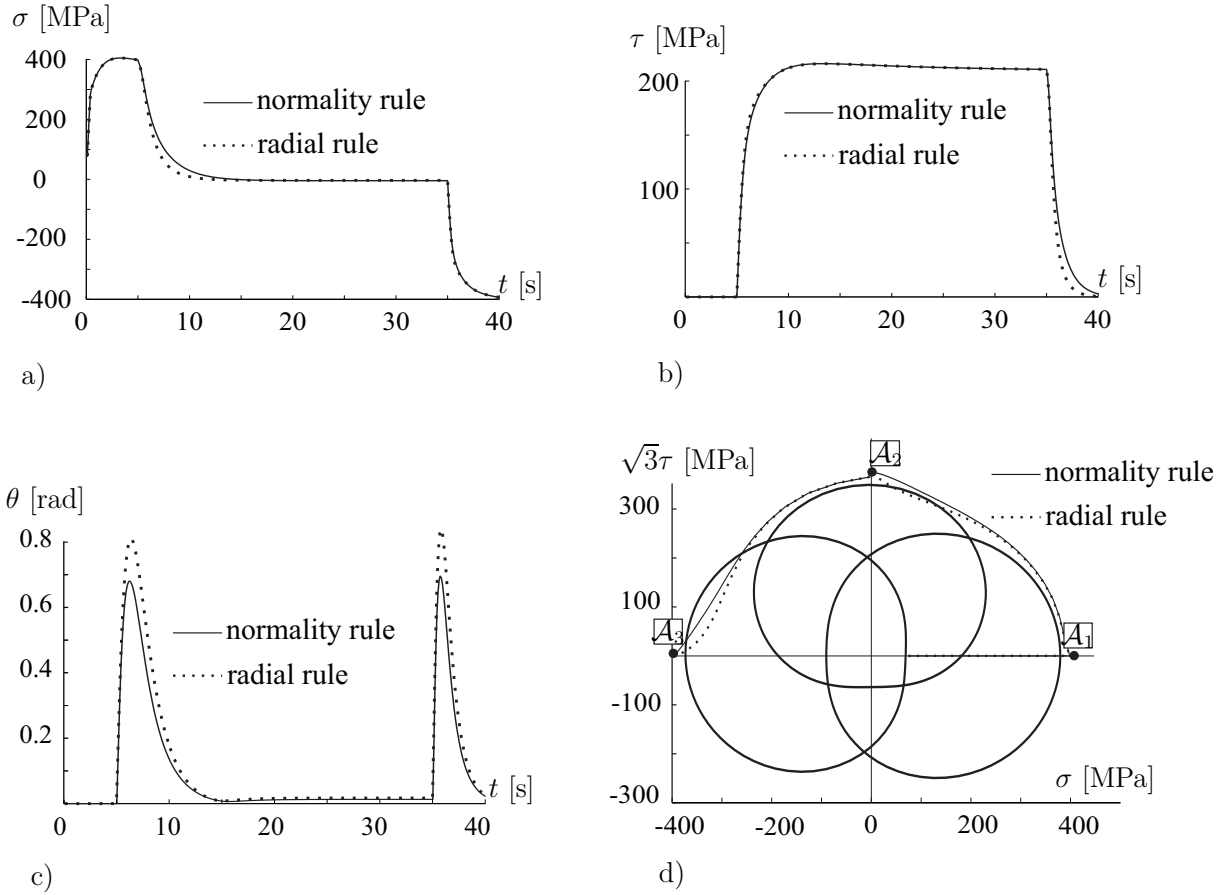 σ [MPa]
400
200
0
-200
-400
normality rule
radial rule
t [s]
0 10 20 30 40
a)
τ [MPa]
200
100
normality rule
radial rule
t [s]
0 10 20 30 40
b)
θ [rad]
0.8
0.6
0.4
0.2
normality rule
radial rule
t [s]
0 10 20 30 40
c)
√3τ [MPa]
300
100
-100
-300
A₂
normality rule
radial rule
A₃
A₁
σ [MPa]
-400 -200 0 200 400
d)